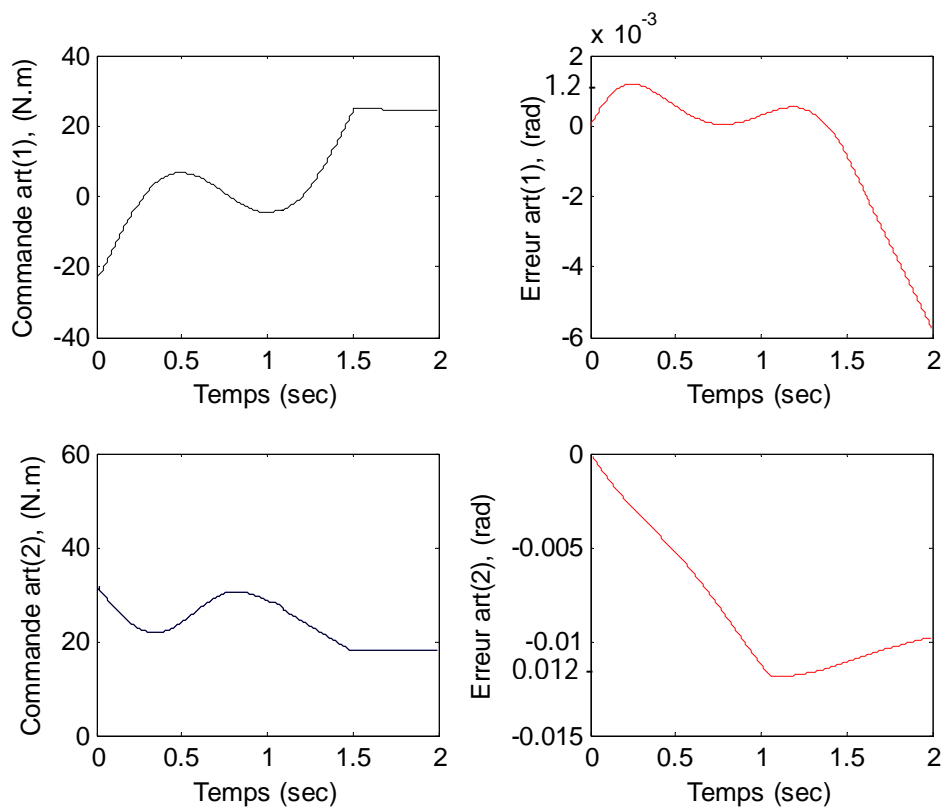 x 10-3
40
20
0
-20
-40
Commande art(1), (N.m)
0 0.5 1 1.5 2
Temps (sec)
2
1.2
0
-2
-4
-6
Erreur art(1), (rad)
0 0.5 1 1.5 2
Temps (sec)
60
40
20
0
Commande art(2), (N.m)
0 0.5 1 1.5 2
Temps (sec)
0
-0.005
-0.01
0.012
-0.015
Erreur art(2), (rad)
0 0.5 1 1.5 2
Temps (sec)